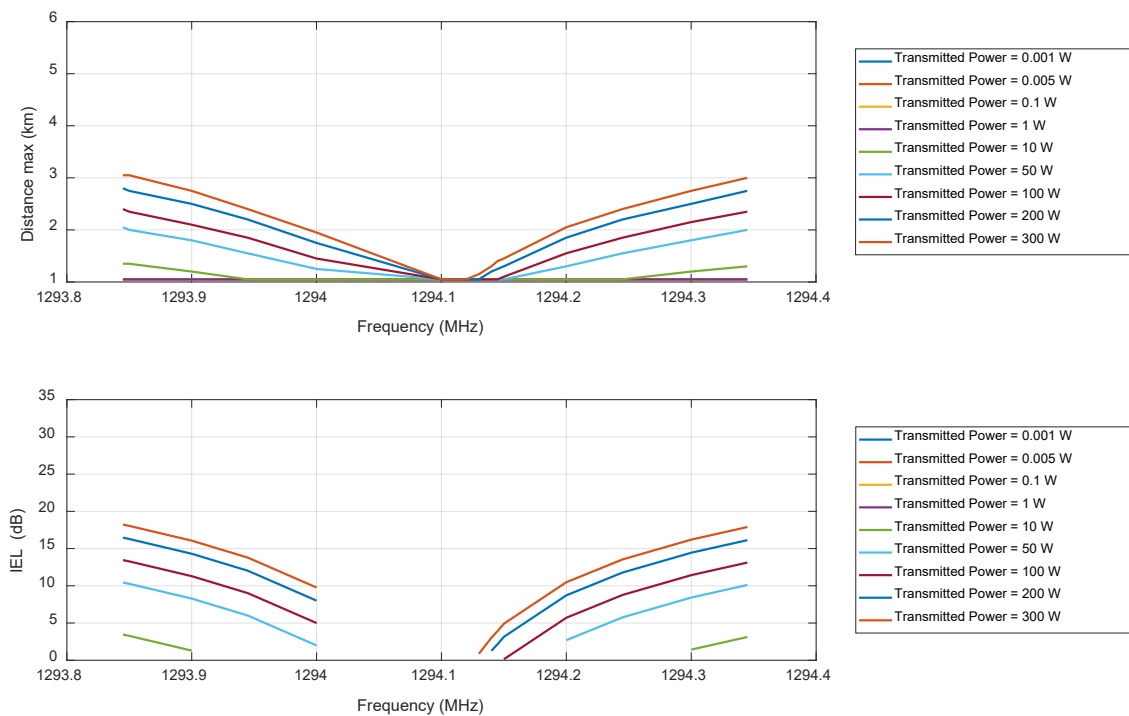 6
5
4
3
2
1
Distance max (km)
1293.8 1293.9 1294 1294.1 1294.2 1294.3 1294.4
Frequency (MHz)
Transmitted Power = 0.001 W
Transmitted Power = 0.005 W
Transmitted Power = 0.1 W
Transmitted Power = 1 W
Transmitted Power = 10 W
Transmitted Power = 50 W
Transmitted Power = 100 W
Transmitted Power = 200 W
Transmitted Power = 300 W
35
30
25
20
15
10
5
0
IEL (dB)
1293.8 1293.9 1294 1294.1 1294.2 1294.3 1294.4
Frequency (MHz)
Transmitted Power = 0.001 W
Transmitted Power = 0.005 W
Transmitted Power = 0.1 W
Transmitted Power = 1 W
Transmitted Power = 10 W
Transmitted Power = 50 W
Transmitted Power = 100 W
Transmitted Power = 200 W
Transmitted Power = 300 W